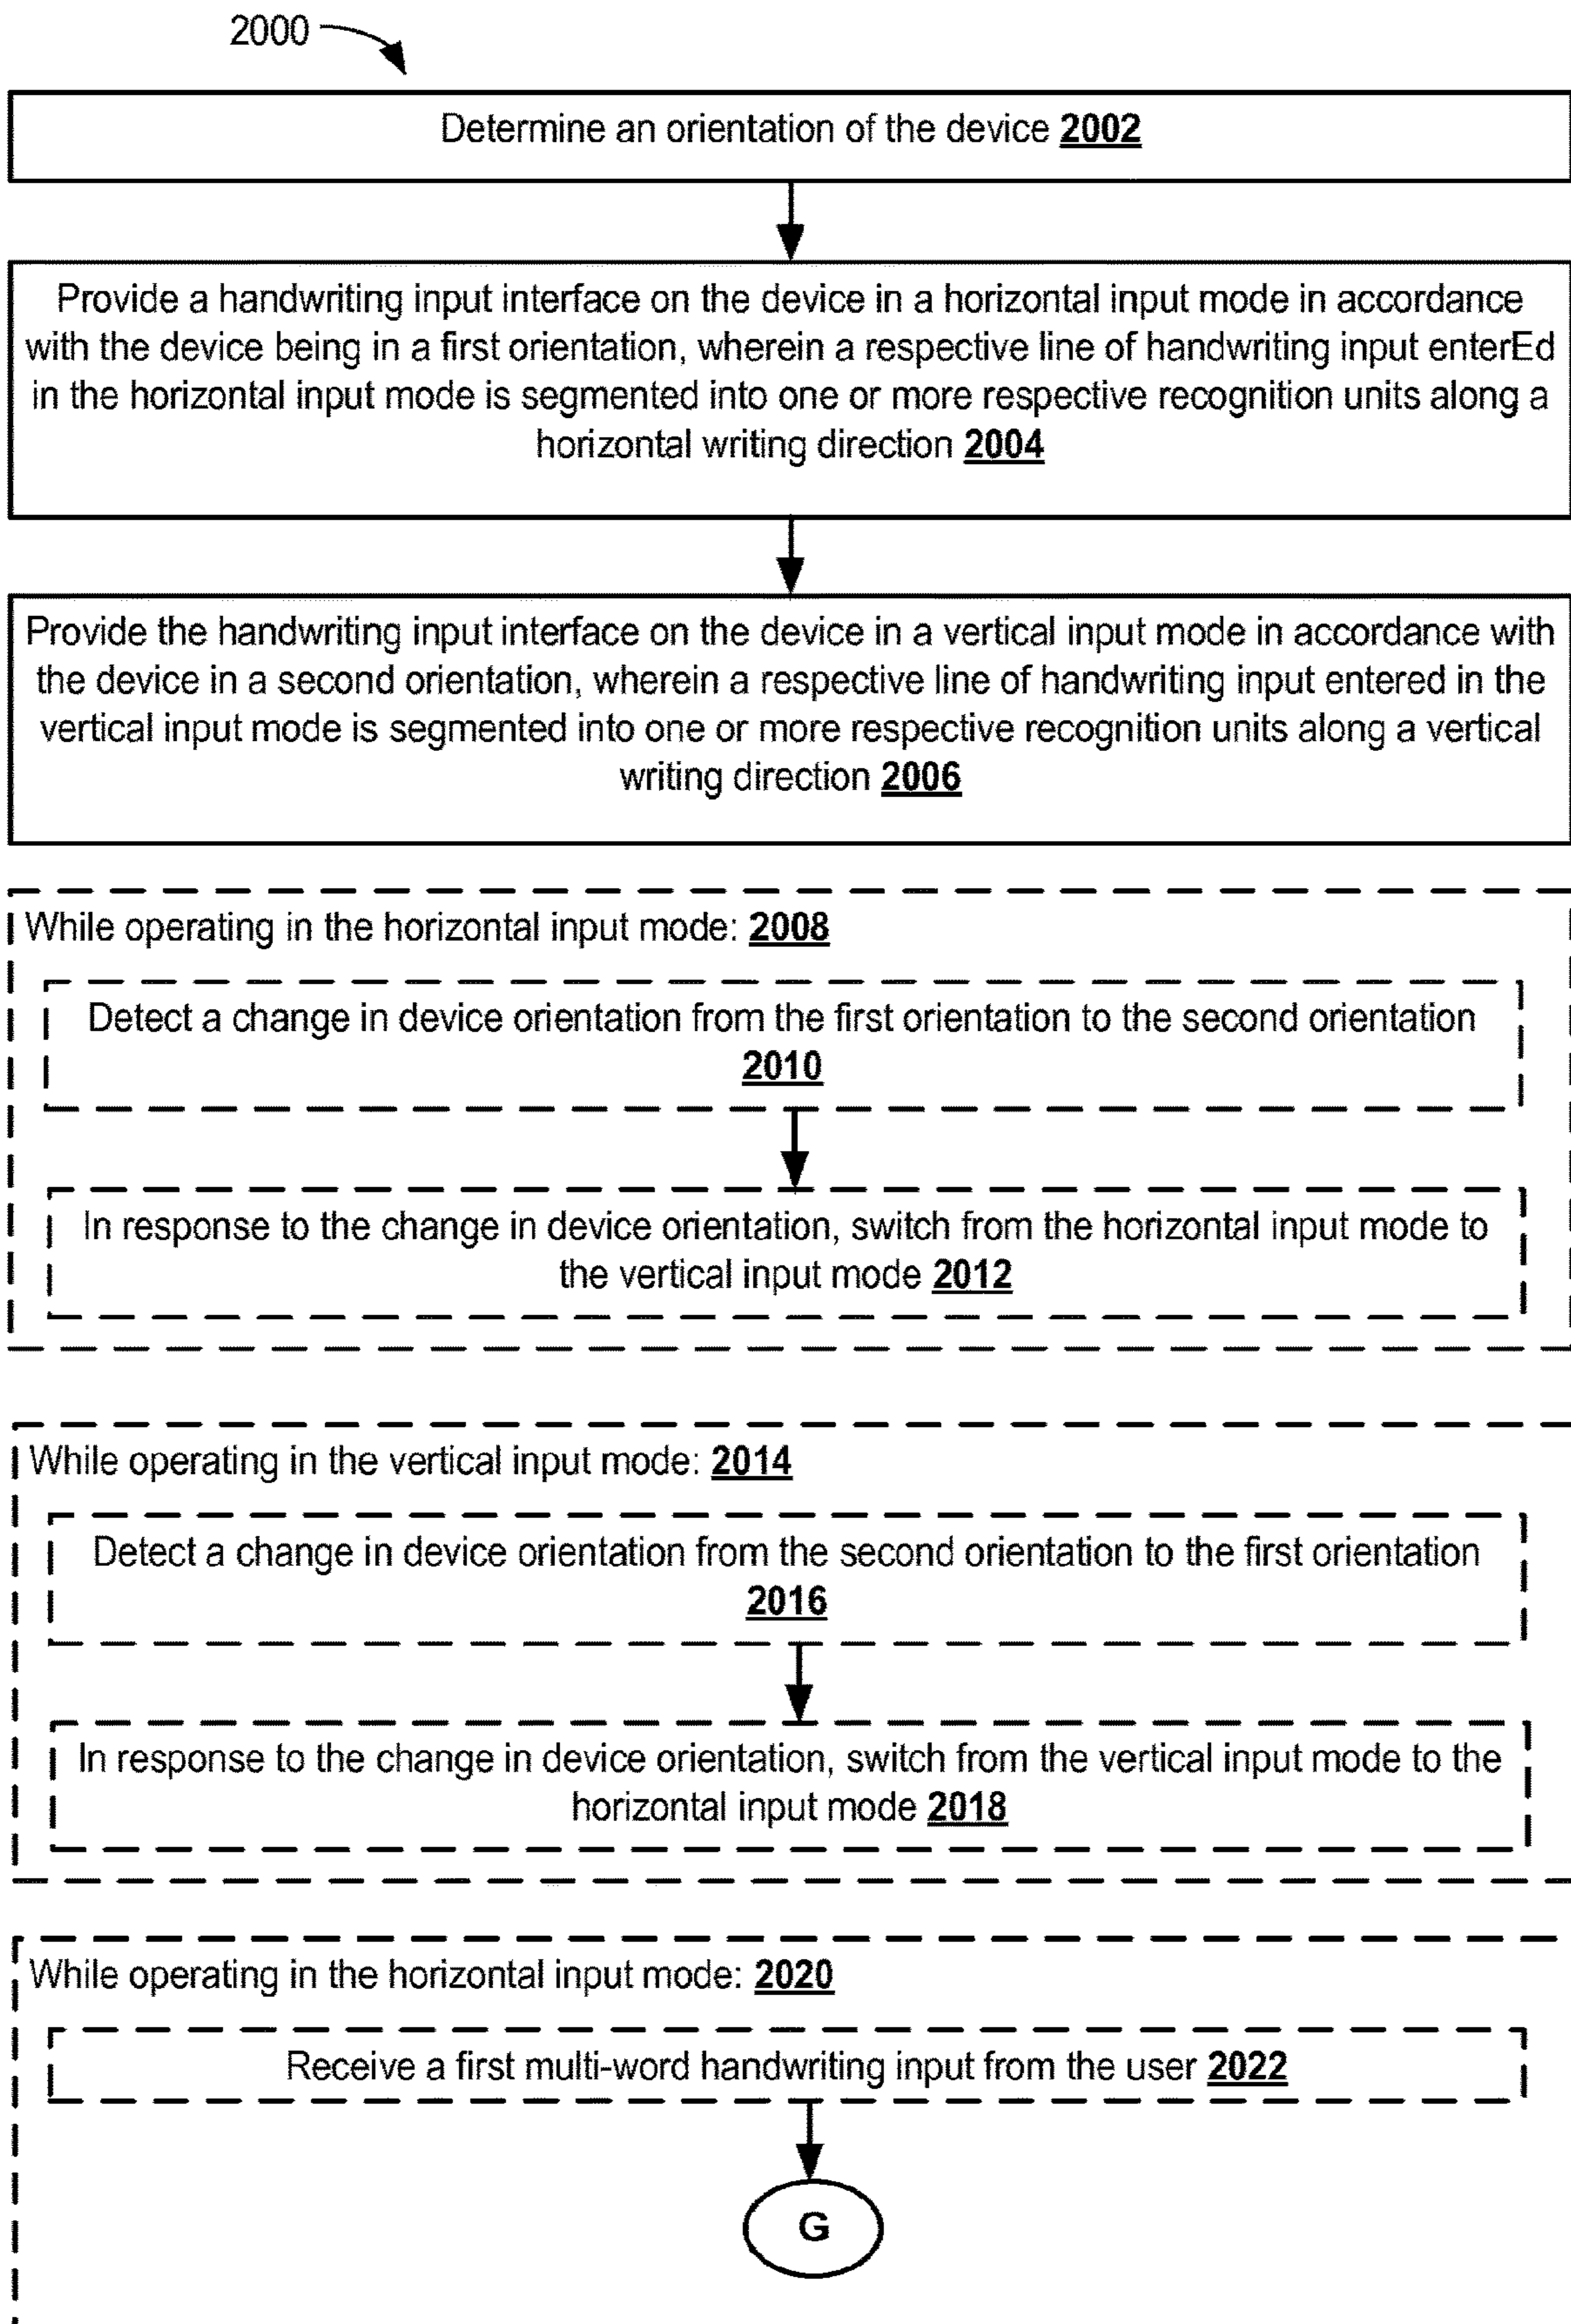 2000
Determine an orientation of the device 2002
Provide a handwriting input interface on the device in a horizontal input mode in accordance
with the device being in a first orientation, wherein a respective line of handwriting input enterEd
in the horizontal input mode is segmented into one or more respective recognition units along a
horizontal writing direction 2004
Provide the handwriting input interface on the device in a vertical input mode in accordance with
the device in a second orientation, wherein a respective line of handwriting input entered in the
vertical input mode is segmented into one or more respective recognition units along a vertical
writing direction 2006
While operating in the horizontal input mode: 2008
Detect a change in device orientation from the first orientation to the second orientation
2010
In response to the change in device orientation, switch from the horizontal input mode to
the vertical input mode 2012
While operating in the vertical input mode: 2014
Detect a change in device orientation from the second orientation to the first orientation
2016
In response to the change in device orientation, switch from the vertical input mode to the
horizontal input mode 2018
While operating in the horizontal input mode: 2020
Receive a first multi-word handwriting input from the user 2022
G